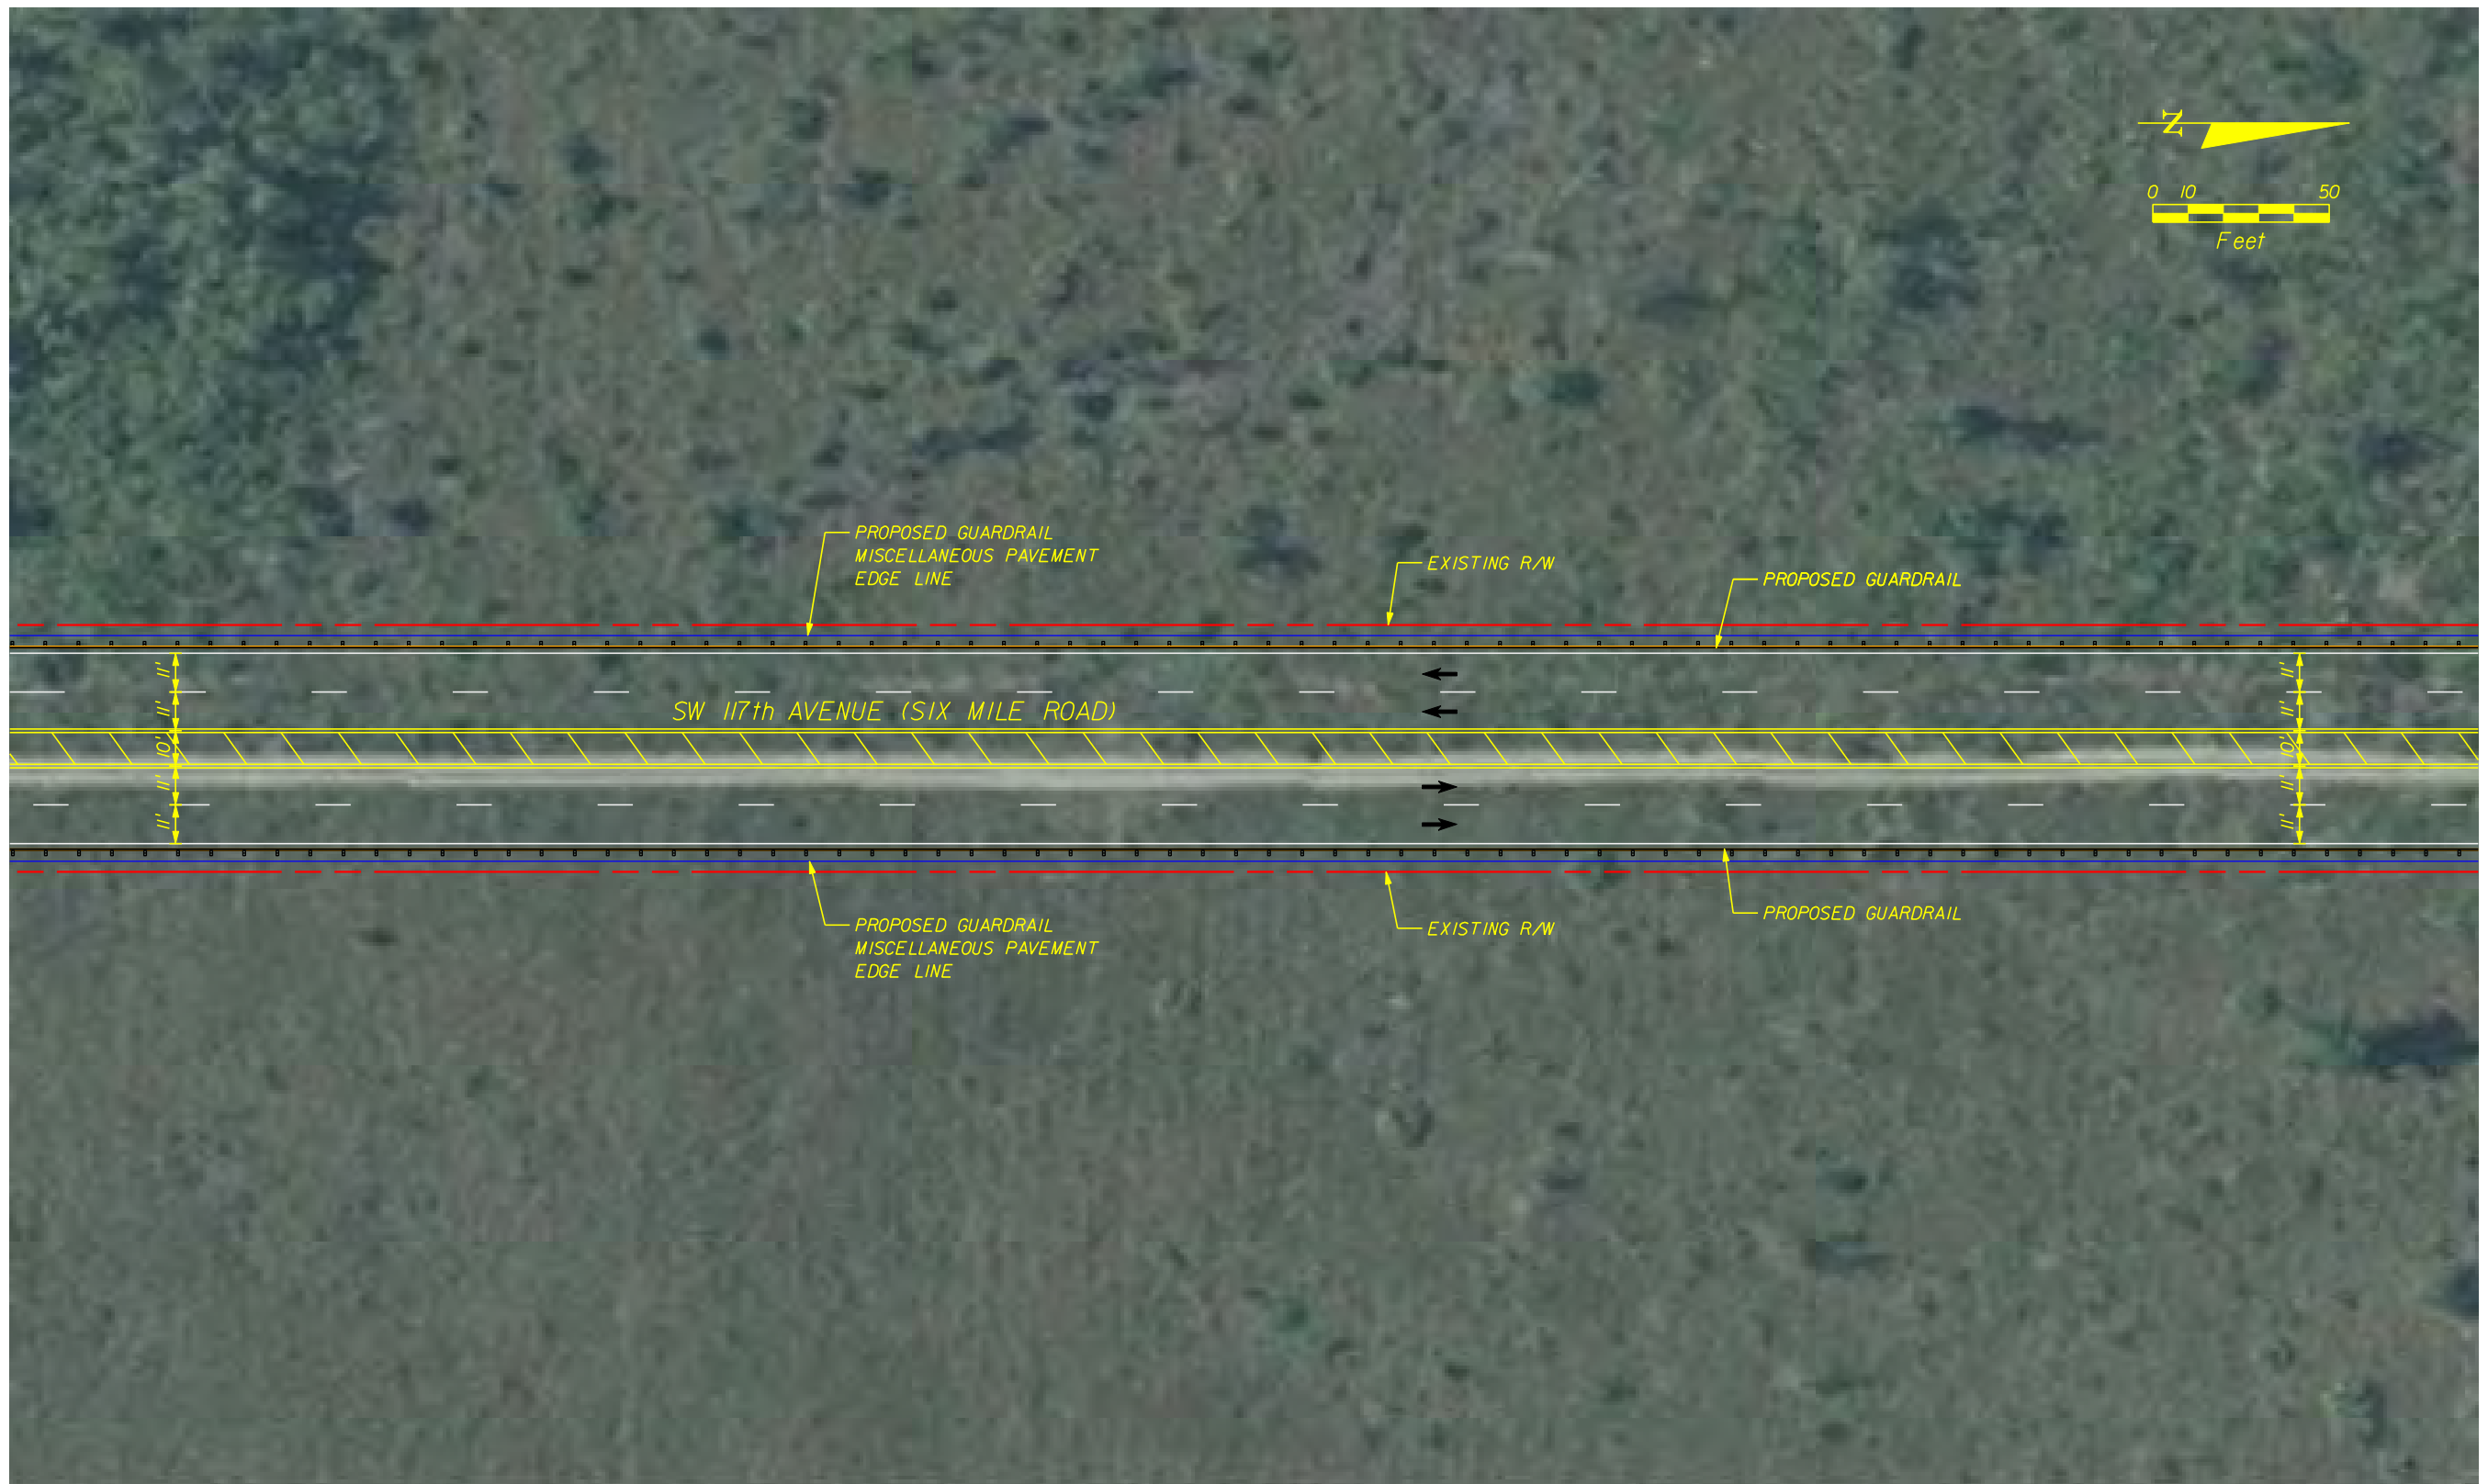 N
0 10 50
Feet
PROPOSED GUARDRAIL
MISCELLANEOUS PAVEMENT
EDGE LINE
EXISTING R/W
PROPOSED GUARDRAIL
11'
11'
10'
11'
11'
SW 117th AVENUE (SIX MILE ROAD)
11'
11'
10'
11'
11'
PROPOSED GUARDRAIL
MISCELLANEOUS PAVEMENT
EDGE LINE
EXISTING R/W
PROPOSED GUARDRAIL